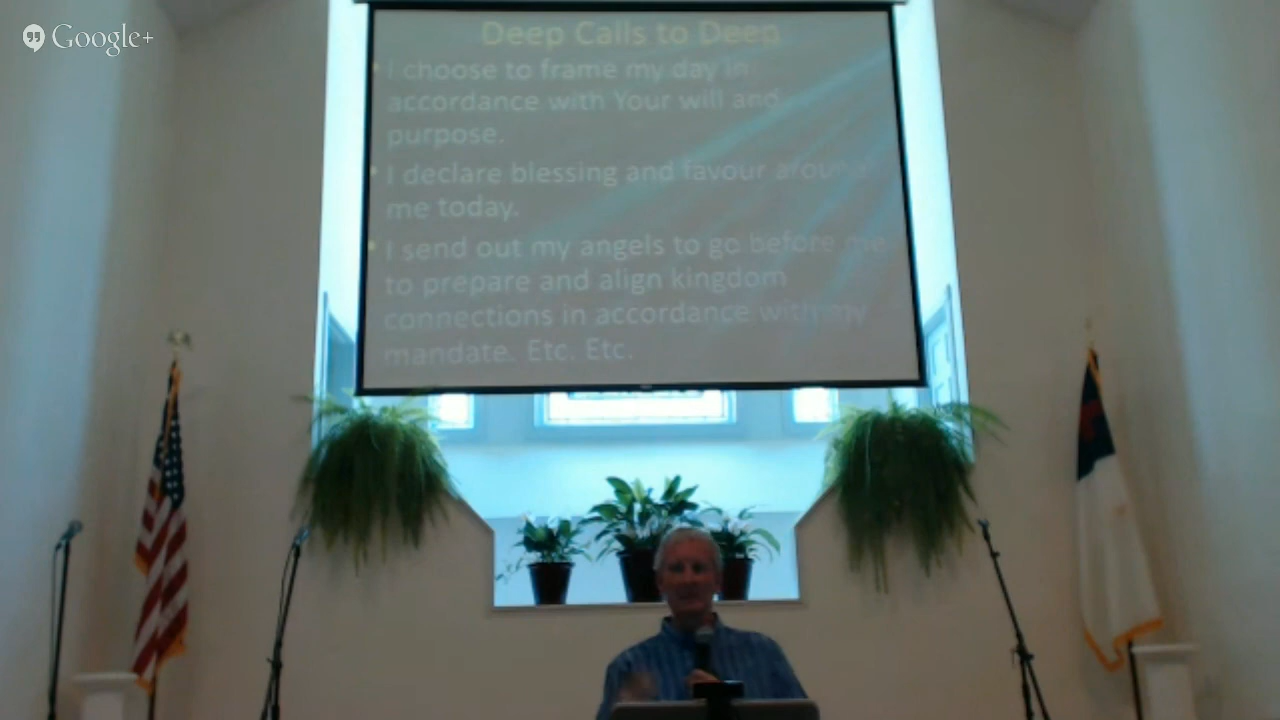 Google+
Deep Calls to Deep
I choose to frame my day in
accordance with Your will and
purpose.
I declare blessing and favour around
me today.
I send out my angels to go before me
to prepare and align kingdom
connections in accordance with my
mandate. Etc. Etc.